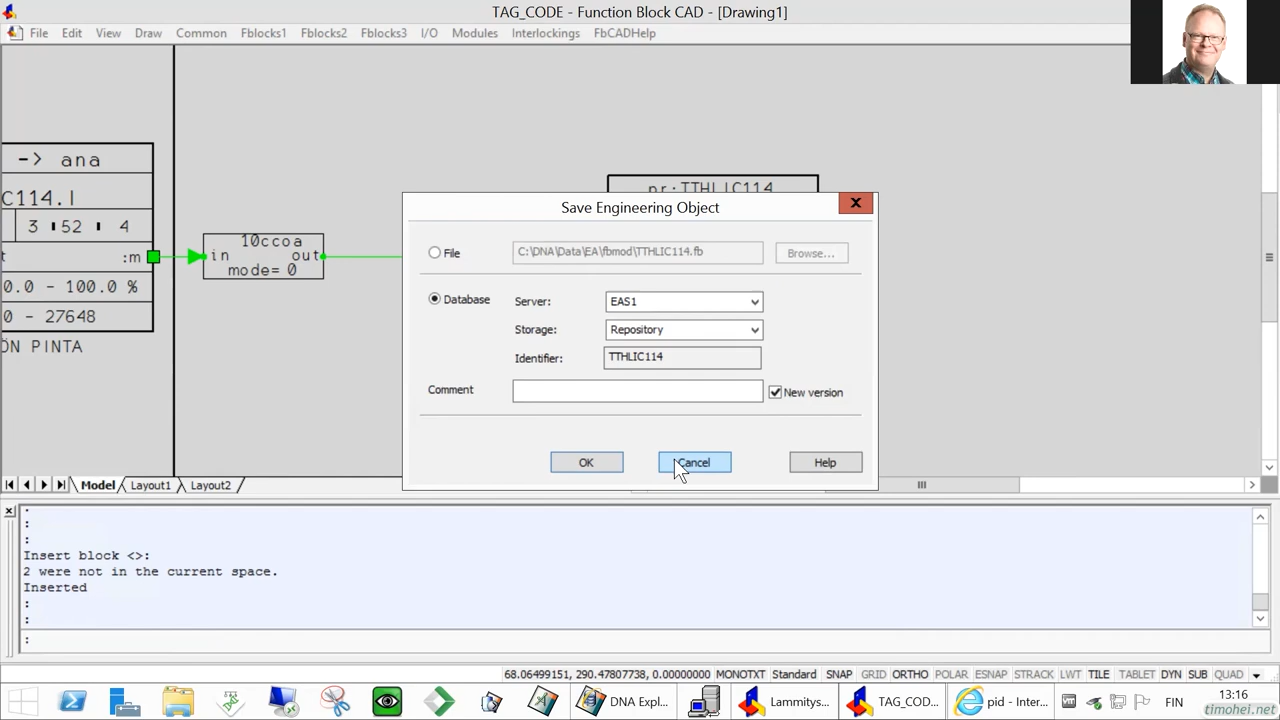 TAG_CODE - Function Block CAD - [Drawing1]
File Edit View Draw Common Fblocks1 Fblocks2 Fblocks3 I/O Modules Interlockings FbCADHelp
-> ana
C114.I
3 52 4
t :m
0.0 - 100.0 %
0 - 27648
ÖN PINTA
10ccoa
in out
mode= 0
pr:TTHLIC114
Save Engineering Object
File C:\DNA\Data\EA\fbmod\TTHLIC114.fb Browse...
Database Server: EAS1
Storage: Repository
Identifier: TTHLIC114
Comment New version
OK Cancel Help
Model Layout1 Layout2
:
:
:
Insert block <>:
2 were not in the current space.
Inserted
:
:
:
68.06499151, 290.47807738, 0.00000000 MONOTXT Standard SNAP GRID ORTHO POLAR ESNAP STRACK LWT TILE TABLET DYN SUB QUAD
DNA Expl... Lammitys... TAG_COD... pid - Inter... FIN 13:16
timohei.net